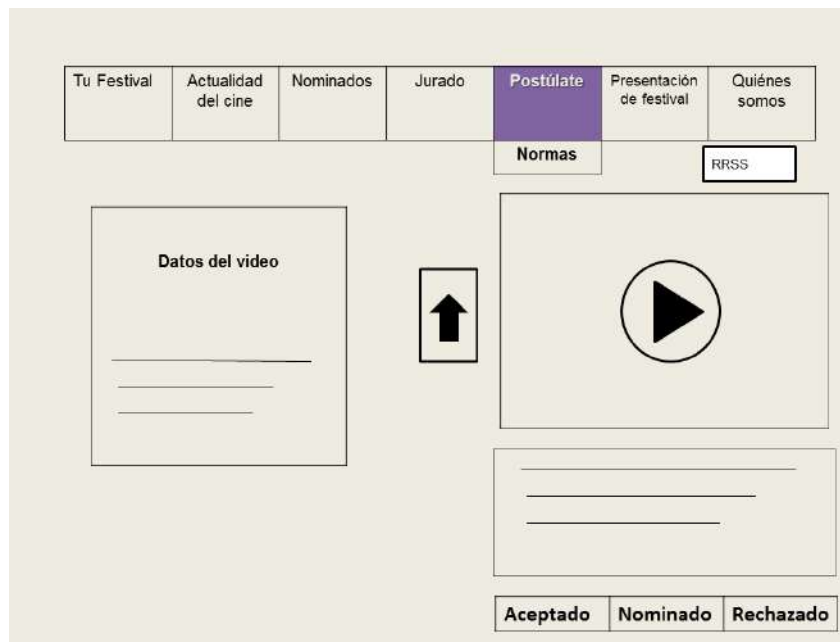 Tu Festival
Actualidad
del cine
Nominados
Jurado
Postúlate
Presentación
de festival
Quiénes
somos
Normas
RRSS
Datos del video
Aceptado
Nominado
Rechazado